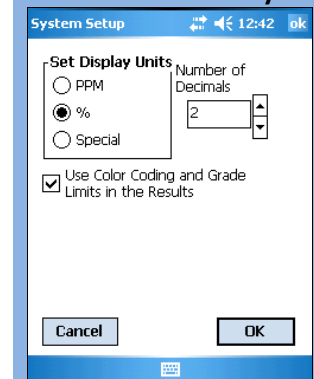 System Setup 12:42 ok
Set Display Units
PPM
%
Special
Number of
Decimals
2
Use Color Coding and Grade
Limits in the Results
Cancel
OK